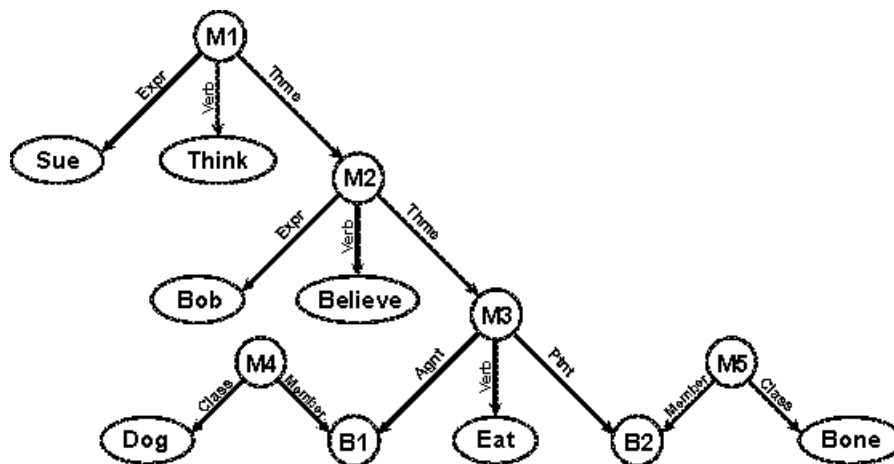 M1
Expr Verb Thme
Sue Think M2
Expr Verb Thme
Bob Believe M3
M4 Agnt Verb Ptnt M5
Class Member Member Class
Dog B1 Eat B2 Bone